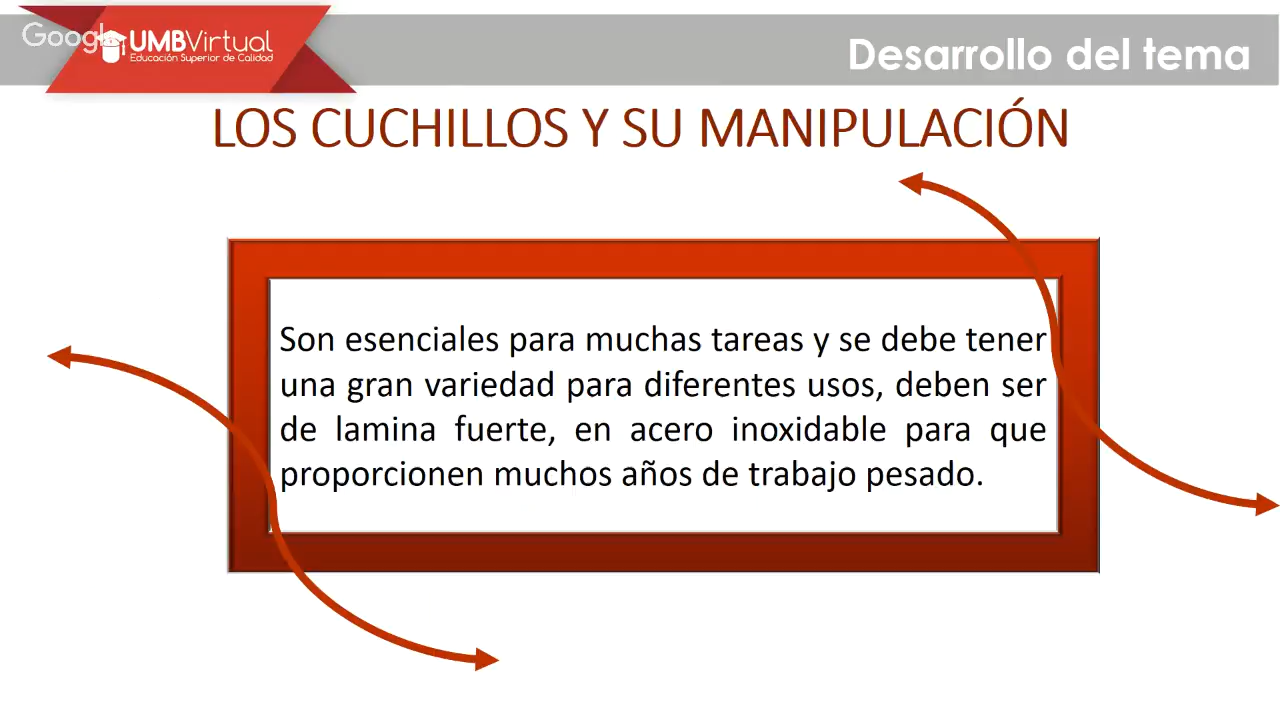 Google
UMBVirtual
Educación Superior de Calidad
Desarrollo del tema
LOS CUCHILLOS Y SU MANIPULACIÓN
Son esenciales para muchas tareas y se debe tener
una gran variedad para diferentes usos, deben ser
de lamina fuerte, en acero inoxidable para que
proporcionen muchos años de trabajo pesado.